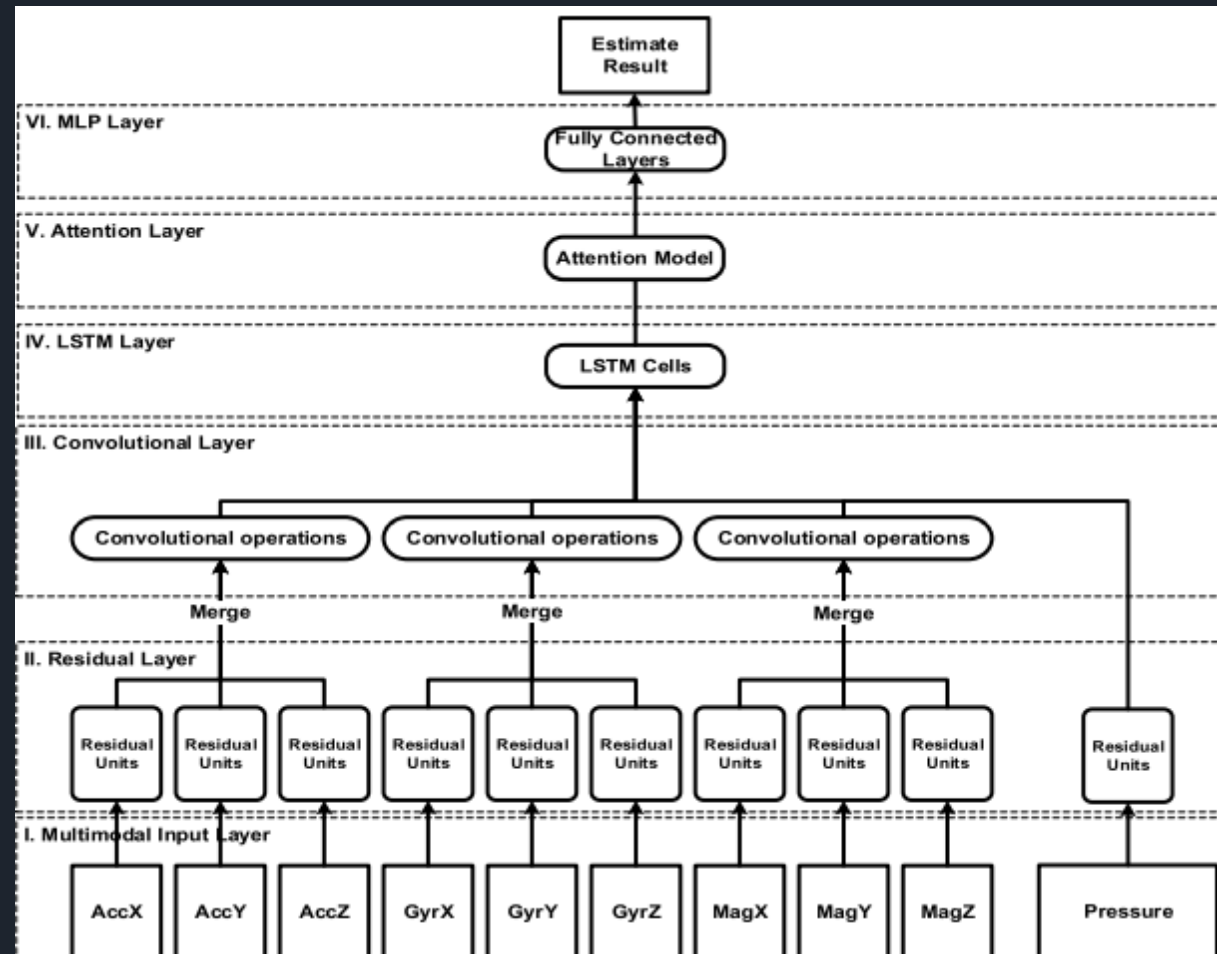 Estimate
Result
VI. MLP Layer
Fully Connected
Layers
V. Attention Layer
Attention Model
IV. LSTM Layer
LSTM Cells
III. Convolutional Layer
Convolutional operations
Convolutional operations
Convolutional operations
Merge
Merge
Merge
II. Residual Layer
Residual
Units
Residual
Units
Residual
Units
Residual
Units
Residual
Units
Residual
Units
Residual
Units
Residual
Units
Residual
Units
Residual
Units
I. Multimodal Input Layer
AccX
AccY
AccZ
GyrX
GyrY
GyrZ
MagX
MagY
MagZ
Pressure